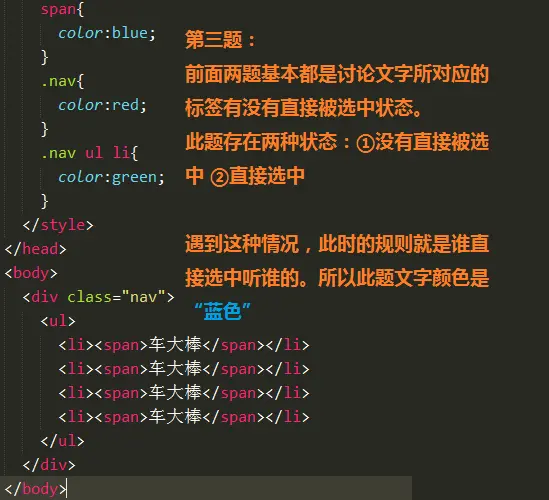 span{
color:blue;
}
.nav{
color:red;
}
.nav ul li{
color:green;
}
</style>
</head>
<body>
<div class="nav">
<ul>
<li><span>车大棒</span></li>
<li><span>车大棒</span></li>
<li><span>车大棒</span></li>
<li><span>车大棒</span></li>
</ul>
</div>
</body>
第三题：
前面两题基本都是讨论文字所对应的
标签有没有直接被选中状态。
此题存在两种状态：①没有直接被选
中 ②直接选中
遇到这种情况，此时的规则就是谁直
接选中听谁的。所以此题文字颜色是
“蓝色”